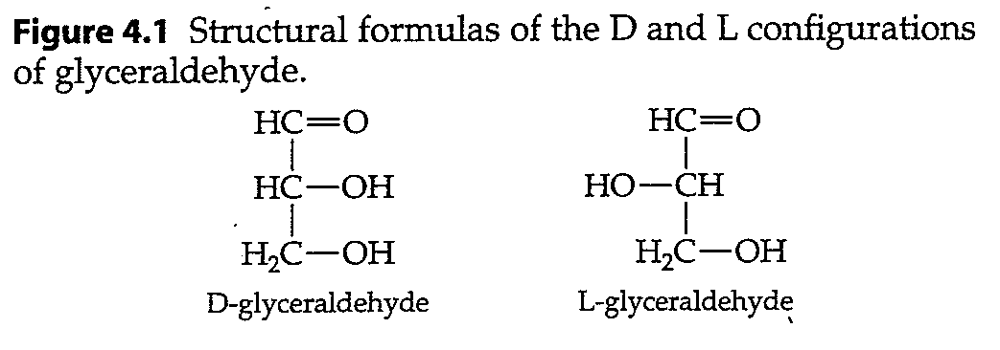 Figure 4.1 Structural formulas of the D and L configurations
of glyceraldehyde.
HC=O HC=O
HC—OH HO—CH
H₂C—OH H₂C—OH
D-glyceraldehyde L-glyceraldehyde